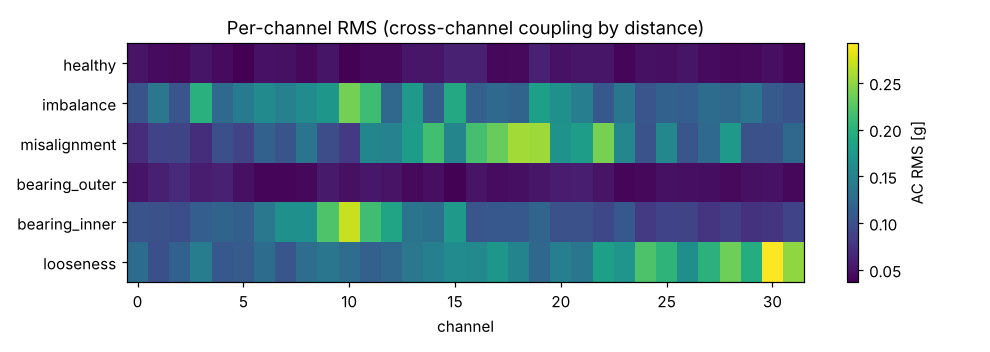 Per-channel RMS (cross-channel coupling by distance)
healthy
imbalance
misalignment
bearing_outer
bearing_inner
looseness
0 5 10 15 20 25 30
channel
0.25
0.20
0.15
0.10
0.05
AC RMS [g]